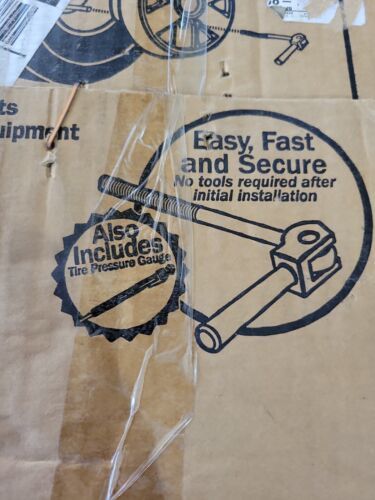 ts
uipment
Easy, Fast
and Secure
No tools required after
initial installation
Also
Includes
Tire Pressure Gauge